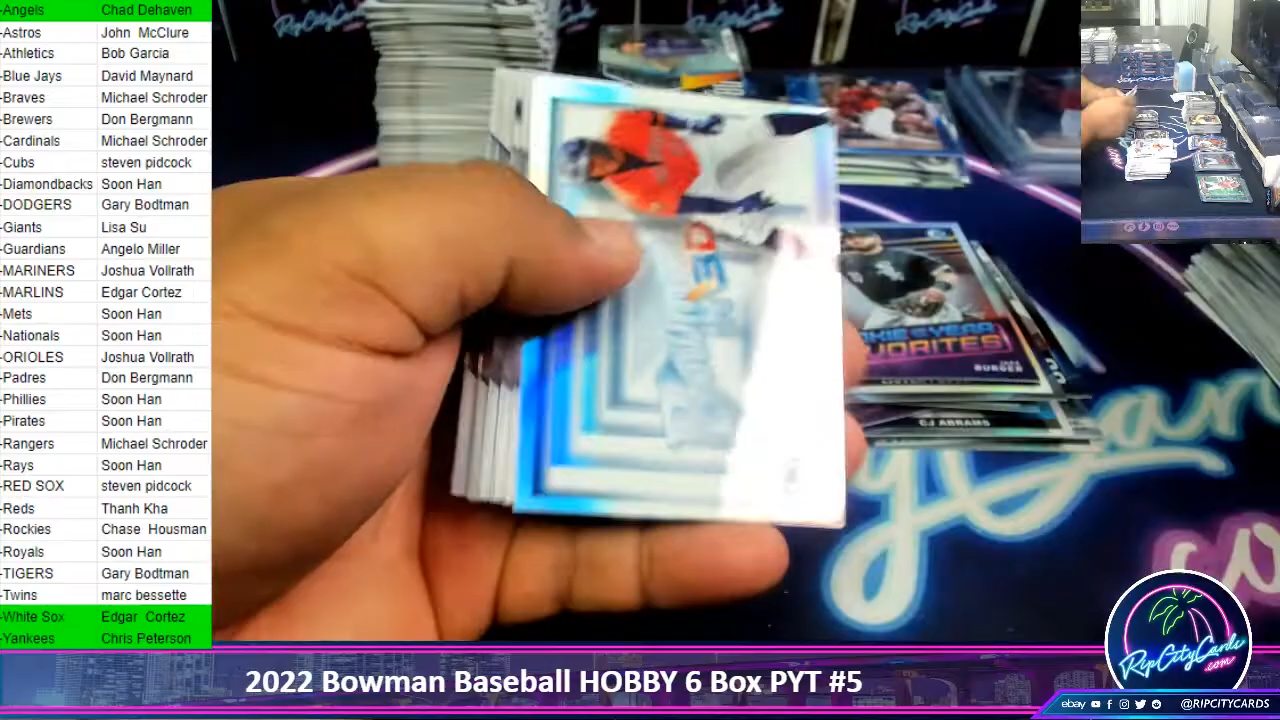 -Angels Chad Dehaven
-Astros John McClure
-Athletics Bob Garcia
-Blue Jays David Maynard
-Braves Michael Schroder
-Brewers Don Bergmann
-Cardinals Michael Schroder
-Cubs steven pidcock
-Diamondbacks Soon Han
-DODGERS Gary Bodtman
-Giants Lisa Su
-Guardians Angelo Miller
-MARINERS Joshua Vollrath
-MARLINS Edgar Cortez
-Mets Soon Han
-Nationals Soon Han
-ORIOLES Joshua Vollrath
-Padres Don Bergmann
-Phillies Soon Han
-Pirates Soon Han
-Rangers Michael Schroder
-Rays Soon Han
-RED SOX steven pidcock
-Reds Thanh Kha
-Rockies Chase Housman
-Royals Soon Han
-TIGERS Gary Bodtman
-Twins marc bessette
-White Sox Edgar Cortez
-Yankees Chris Peterson
BURGER
CJ ABRAMS
2022 Bowman Baseball HOBBY 6 Box PYT #5
RipCityCards
.com
ebay @RIPCITYCARDS